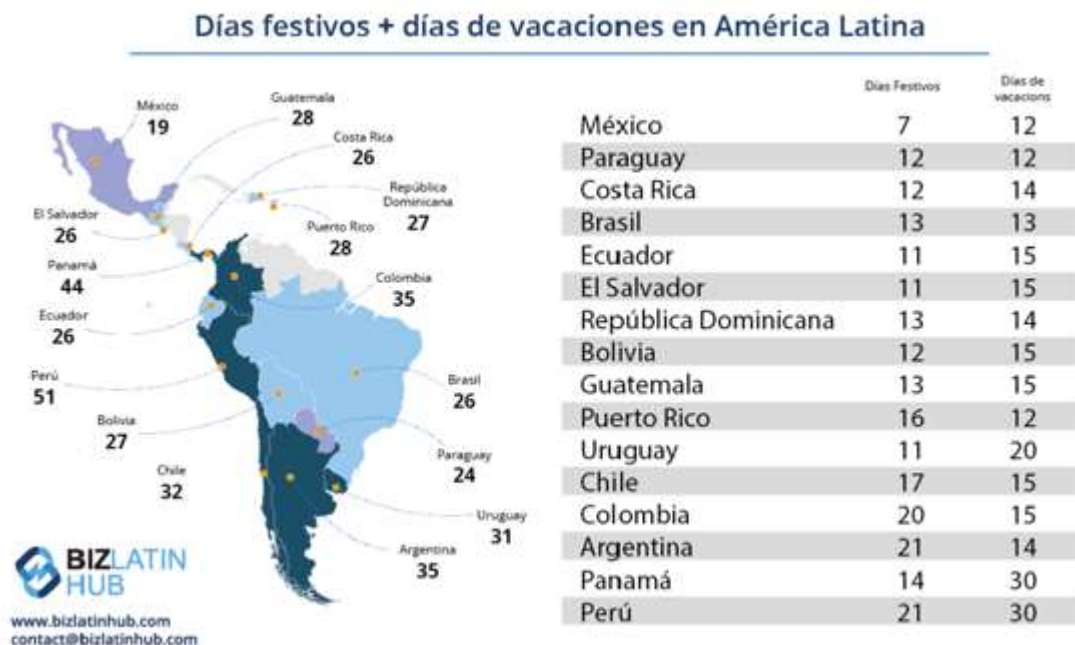 Días festivos + días de vacaciones en América Latina
México
19
Guatemala
28
Costa Rica
26
República
Dominicana
27
El Salvador
26
Puerto Rico
28
Panamá
44
Colombia
35
Ecuador
26
Perú
51
Brasil
26
Bolivia
27
Paraguay
24
Chile
32
Uruguay
31
Argentina
35
BIZLATIN
HUB
www.bizlatinhub.com
contact@bizlatinhub.com
Días Festivos Días de
vacacions
México 7 12
Paraguay 12 12
Costa Rica 12 14
Brasil 13 13
Ecuador 11 15
El Salvador 11 15
República Dominicana 13 14
Bolivia 12 15
Guatemala 13 15
Puerto Rico 16 12
Uruguay 11 20
Chile 17 15
Colombia 20 15
Argentina 21 14
Panamá 14 30
Perú 21 30